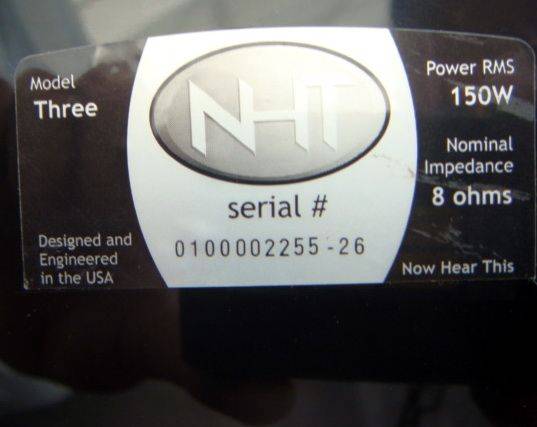 Model
Three
NHT
Power RMS
150W
Nominal
Impedance
8 ohms
serial #
0100002255-26
Designed and
Engineered
in the USA
Now Hear This